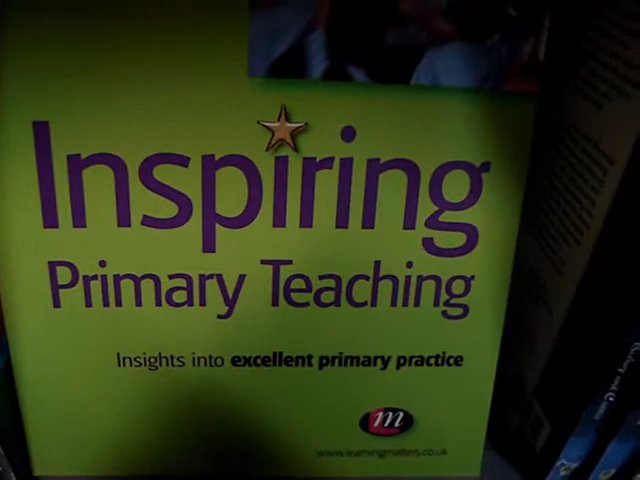 Inspiring
Primary Teaching
Insights into excellent primary practice
m
www.learningmatters.co.uk